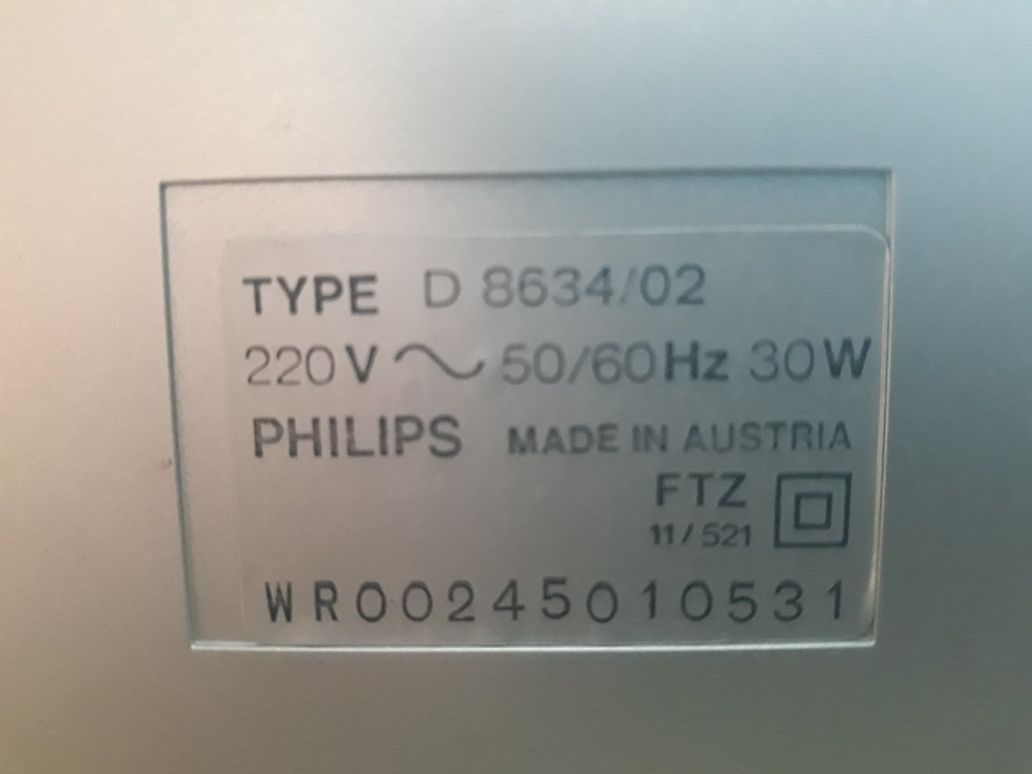 TYPE D 8634/02
220V ~ 50/60Hz 30W
PHILIPS MADE IN AUSTRIA
FTZ
11/521
WR00245010531